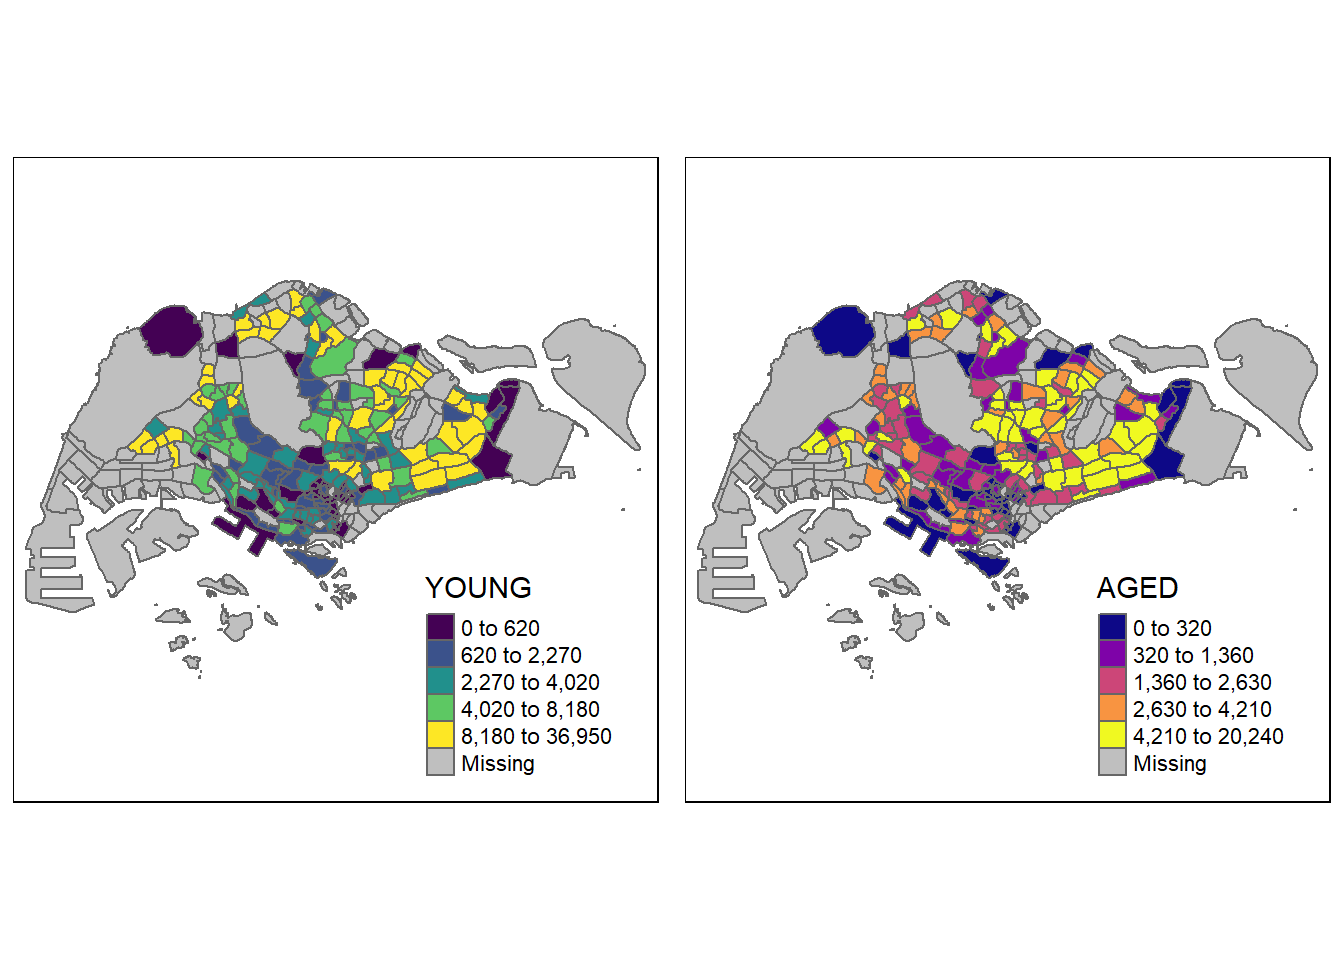 YOUNG
0 to 620
620 to 2,270
2,270 to 4,020
4,020 to 8,180
8,180 to 36,950
Missing
AGED
0 to 320
320 to 1,360
1,360 to 2,630
2,630 to 4,210
4,210 to 20,240
Missing